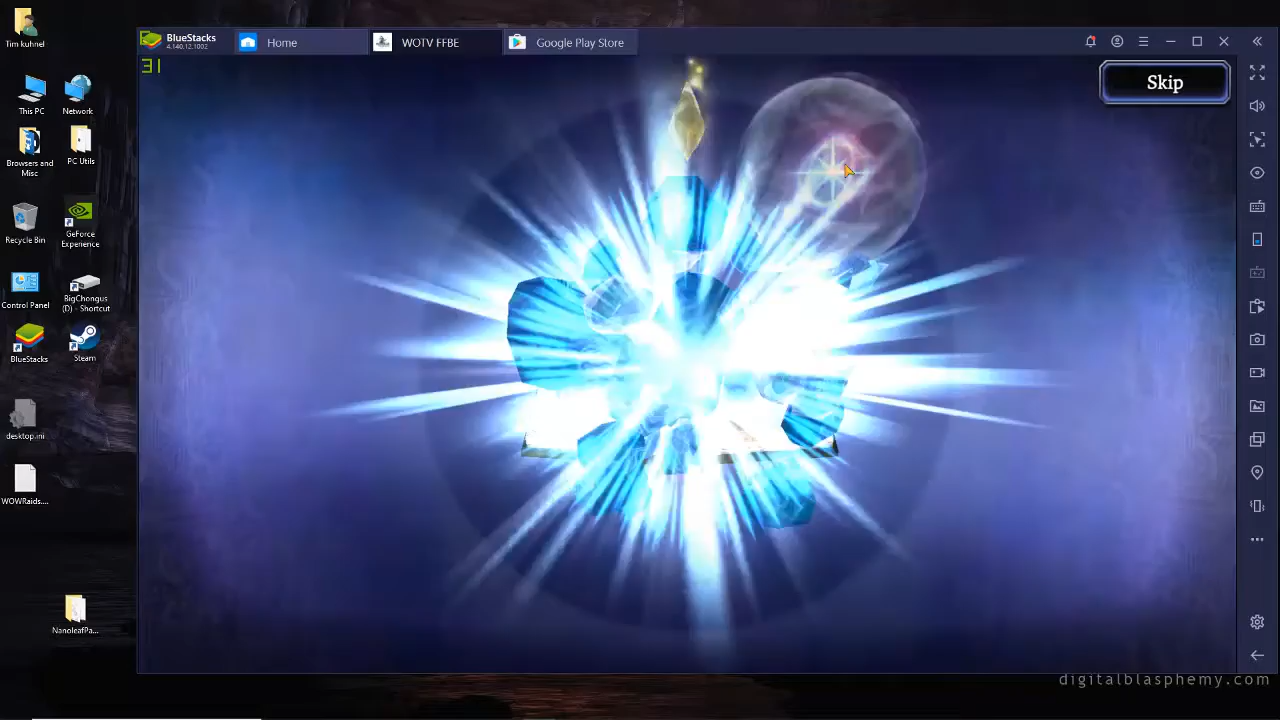 Tim kuhnel
This PC
Network
Browsers and
Misc
PC Utils
Recycle Bin
GeForce
Experience
Control Panel
BigChongus
(D) - Shortcut
BlueStacks
Steam
desktop.ini
WOWRaids....
NanoleafPa...
BlueStacks
4.140.12.1002
Home
WOTV FFBE
Google Play Store
31
Skip
digitalblasphemy.com